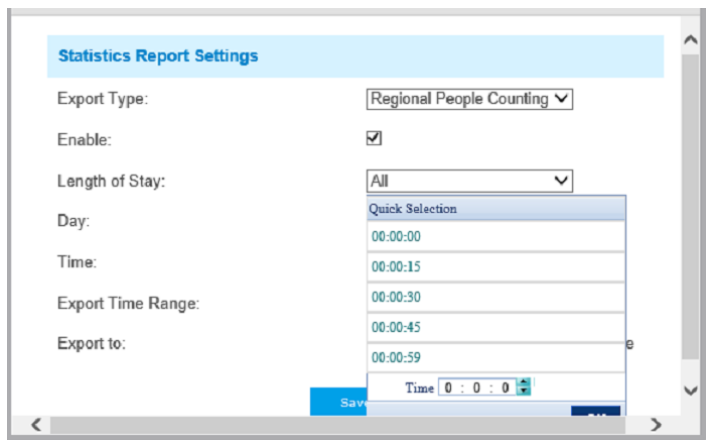 Statistics Report Settings
Export Type: Regional People Counting
Enable:
Length of Stay: All
Quick Selection
Day:
00:00:00
Time:
00:00:15
00:00:30
Export Time Range:
00:00:45
Export to:
00:00:59
Time 0 : 0 : 0